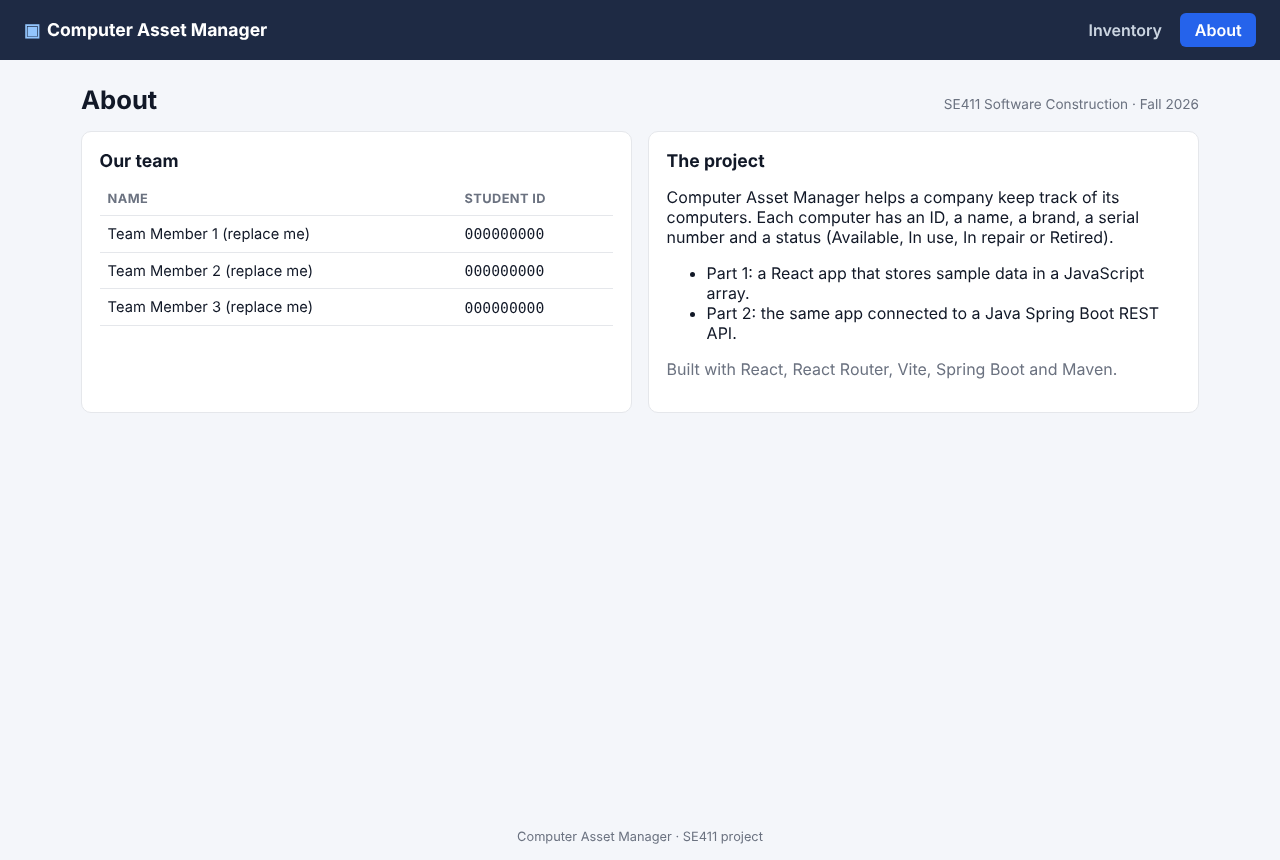 Computer Asset Manager
Inventory
About
About
SE411 Software Construction · Fall 2026
Our team
NAME STUDENT ID
Team Member 1 (replace me) 000000000
Team Member 2 (replace me) 000000000
Team Member 3 (replace me) 000000000
The project
Computer Asset Manager helps a company keep track of its
computers. Each computer has an ID, a name, a brand, a serial
number and a status (Available, In use, In repair or Retired).
• Part 1: a React app that stores sample data in a JavaScript
array.
• Part 2: the same app connected to a Java Spring Boot REST
API.
Built with React, React Router, Vite, Spring Boot and Maven.
Computer Asset Manager · SE411 project